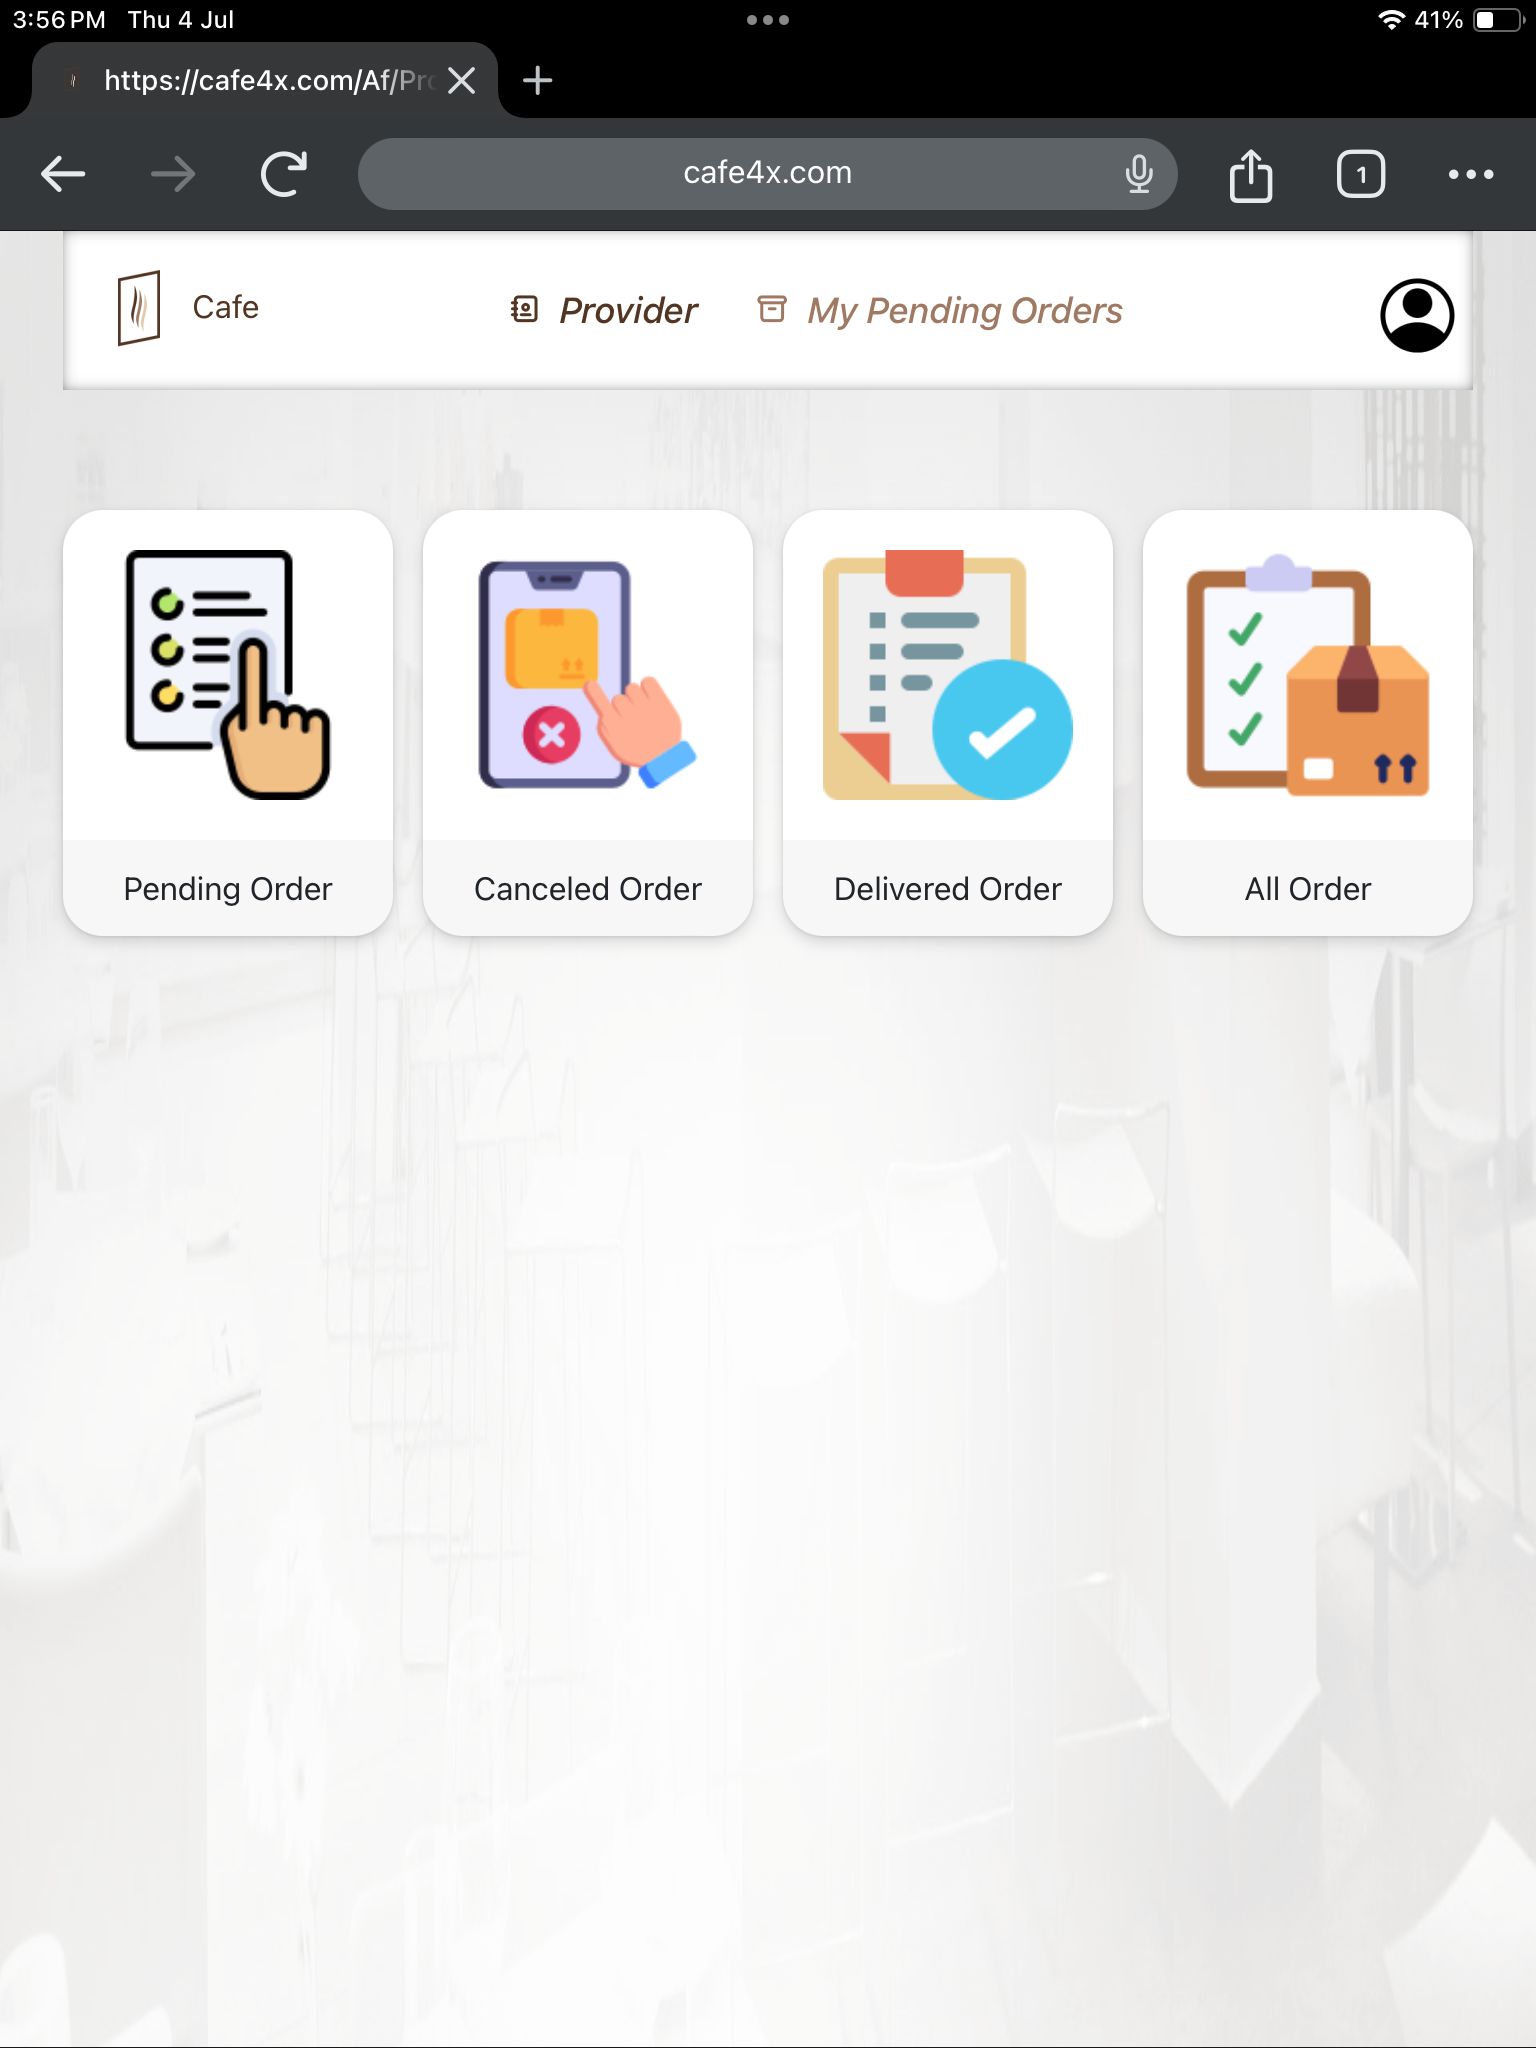 3:56 PM Thu 4 Jul 41%
https://cafe4x.com/Af/Pro
cafe4x.com 1
Cafe Provider My Pending Orders
Pending Order Canceled Order Delivered Order All Order